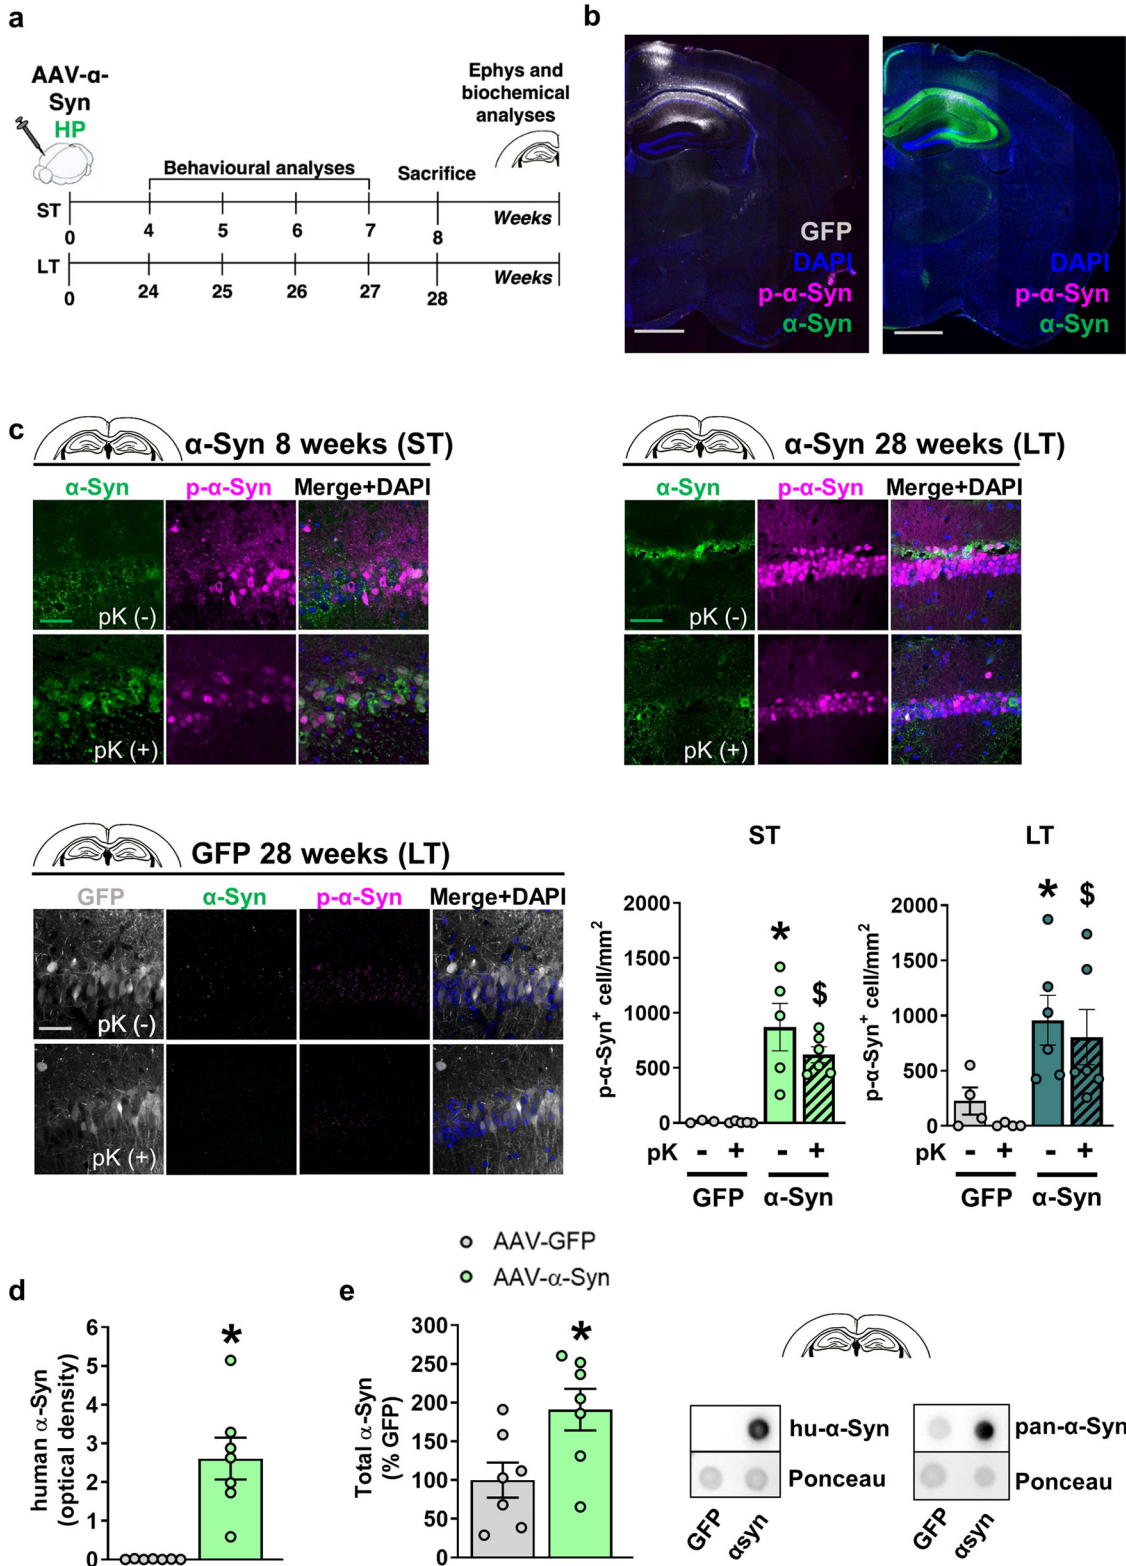 a
AAV-α-
Syn
HP
Ephys and
biochemical
analyses
Behavioural analyses
Sacrifice
ST
Weeks
0 4 5 6 7 8
LT
Weeks
0 24 25 26 27 28
b
GFP
DAPI
p-α-Syn
α-Syn
DAPI
p-α-Syn
α-Syn
c
α-Syn 8 weeks (ST)
α-Syn p-α-Syn Merge+DAPI
pK (-)
pK (+)
α-Syn 28 weeks (LT)
α-Syn p-α-Syn Merge+DAPI
pK (-)
pK (+)
GFP 28 weeks (LT)
GFP α-Syn p-α-Syn Merge+DAPI
pK (-)
pK (+)
ST
p-α-Syn+ cell/mm2
2000
1500
1000
500
0
* $
pK - + - +
GFP α-Syn
LT
p-α-Syn+ cell/mm2
2000
1500
1000
500
0
* $
pK - + - +
GFP α-Syn
AAV-GFP
AAV-α-Syn
d
human α-Syn
(optical density)
6
5
4
3
2
1
0
*
e
Total α-Syn
(% GFP)
300
250
200
150
100
50
0
*
hu-α-Syn
Ponceau
GFP αsyn
pan-α-Syn
Ponceau
GFP αsyn